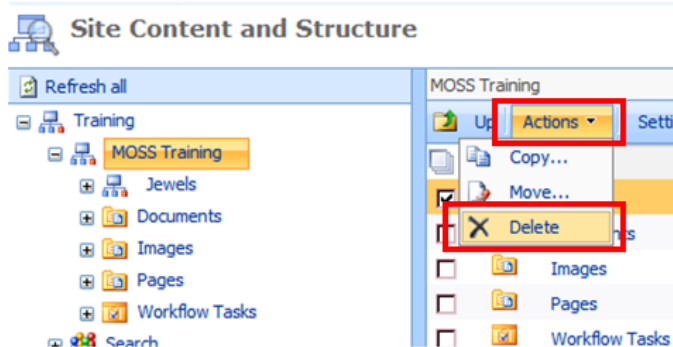 Site Content and Structure
Refresh all
Training
MOSS Training
Jewels
Documents
Images
Pages
Workflow Tasks
Search
MOSS Training
Up Actions Setti
Copy...
Move...
Delete
ts
Images
Pages
Workflow Tasks